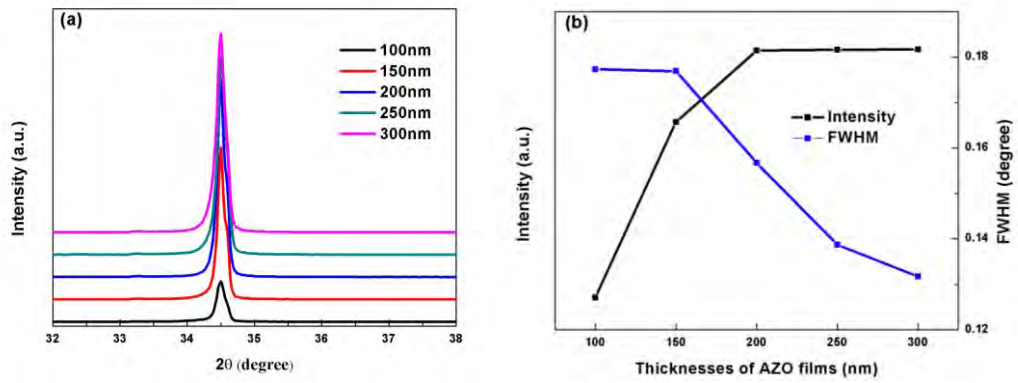 (a)
100nm
150nm
200nm
250nm
300nm
Intensity (a.u.)
32 33 34 35 36 37 38
2θ (degree)
(b)
Intensity
FWHM
Intensity (a.u.)
0.18
0.16
0.14
0.12
FWHM (degree)
100 150 200 250 300
Thicknesses of AZO films (nm)